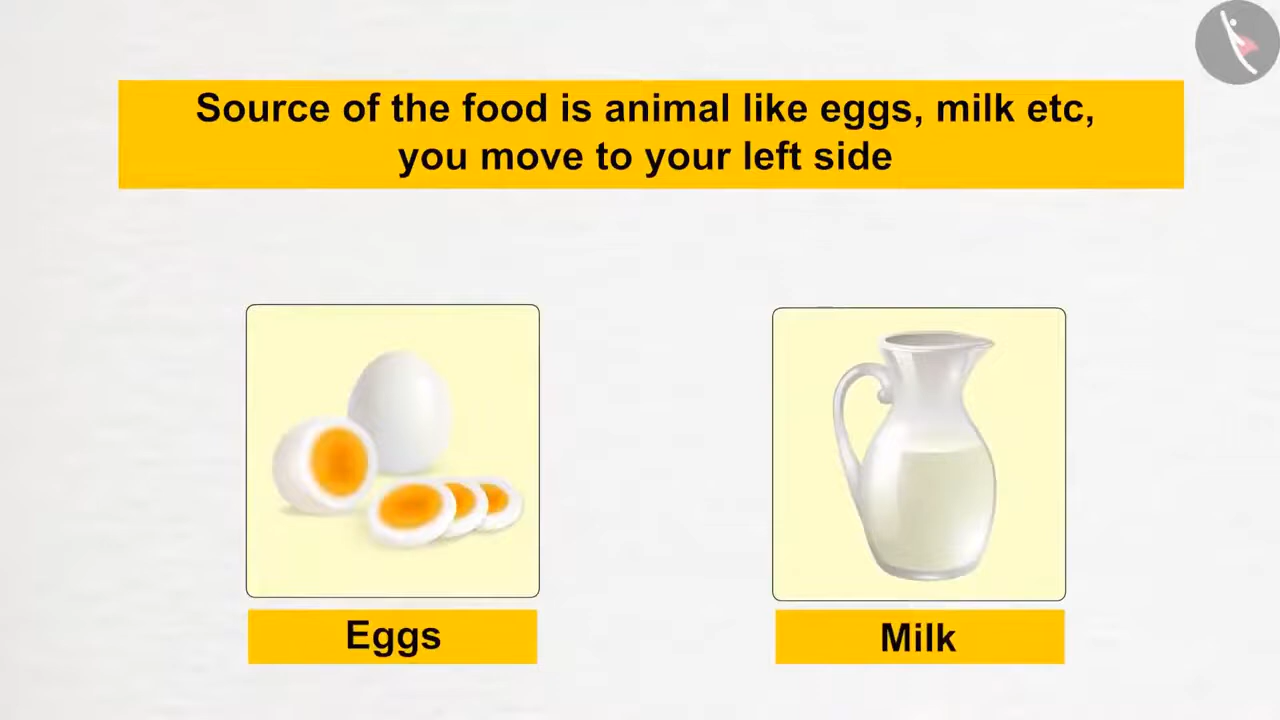 Source of the food is animal like eggs, milk etc,
you move to your left side
Eggs
Milk